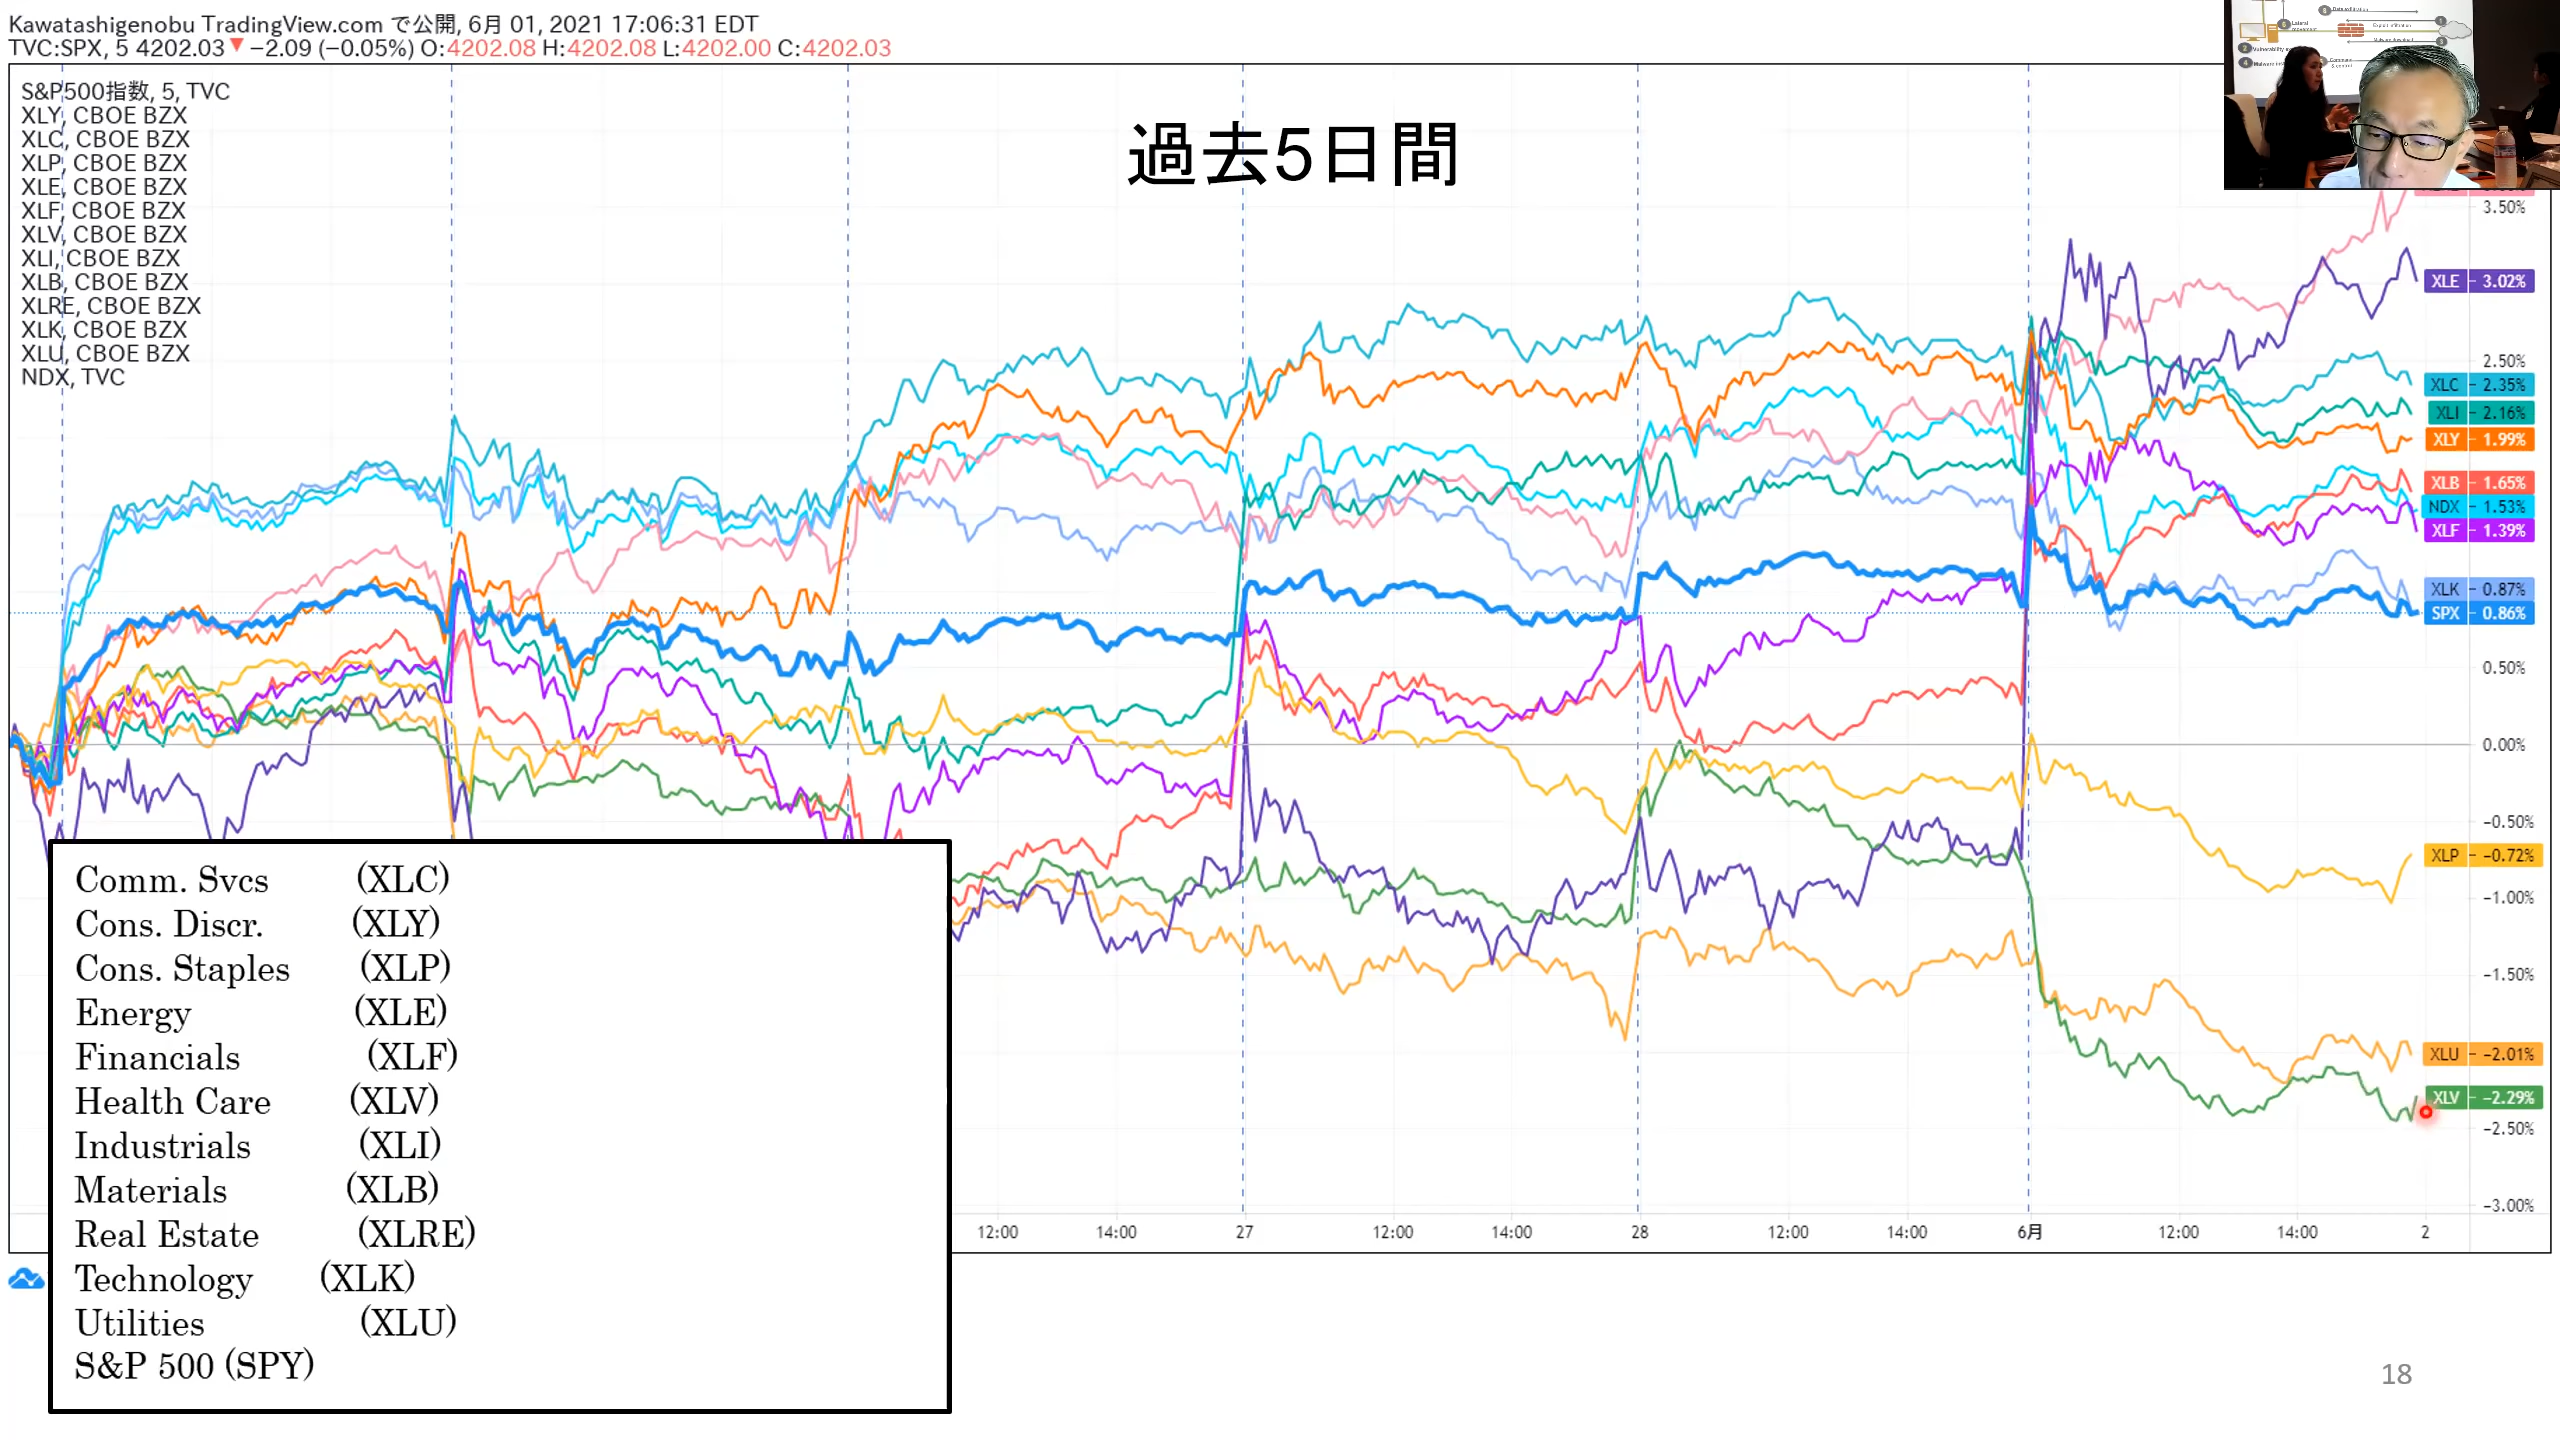 Kawatashigenobu TradingView.com で公開, 6月 01, 2021 17:06:31 EDT
TVC:SPX, 5 4202.03▼ −2.09 (−0.05%) O:4202.08 H:4202.08 L:4202.00 C:4202.03
S&P500指数, 5, TVC
XLY, CBOE BZX
XLC, CBOE BZX
XLP, CBOE BZX
XLE, CBOE BZX
XLF, CBOE BZX
XLV, CBOE BZX
XLI, CBOE BZX
XLB, CBOE BZX
XLRE, CBOE BZX
XLK, CBOE BZX
XLU, CBOE BZX
NDX, TVC
過去5日間
3.50%
XLE 3.02%
2.50%
XLC 2.35%
XLI 2.16%
XLY 1.99%
XLB 1.65%
NDX 1.53%
XLF 1.39%
XLK 0.87%
SPX 0.86%
0.50%
0.00%
−0.50%
XLP −0.72%
−1.00%
−1.50%
XLU −2.01%
XLV −2.29%
−2.50%
−3.00%
12:00 14:00 27 12:00 14:00 28 12:00 14:00 6月 12:00 14:00 2
Comm. Svcs (XLC)
Cons. Discr. (XLY)
Cons. Staples (XLP)
Energy (XLE)
Financials (XLF)
Health Care (XLV)
Industrials (XLI)
Materials (XLB)
Real Estate (XLRE)
Technology (XLK)
Utilities (XLU)
S&P 500 (SPY)
18